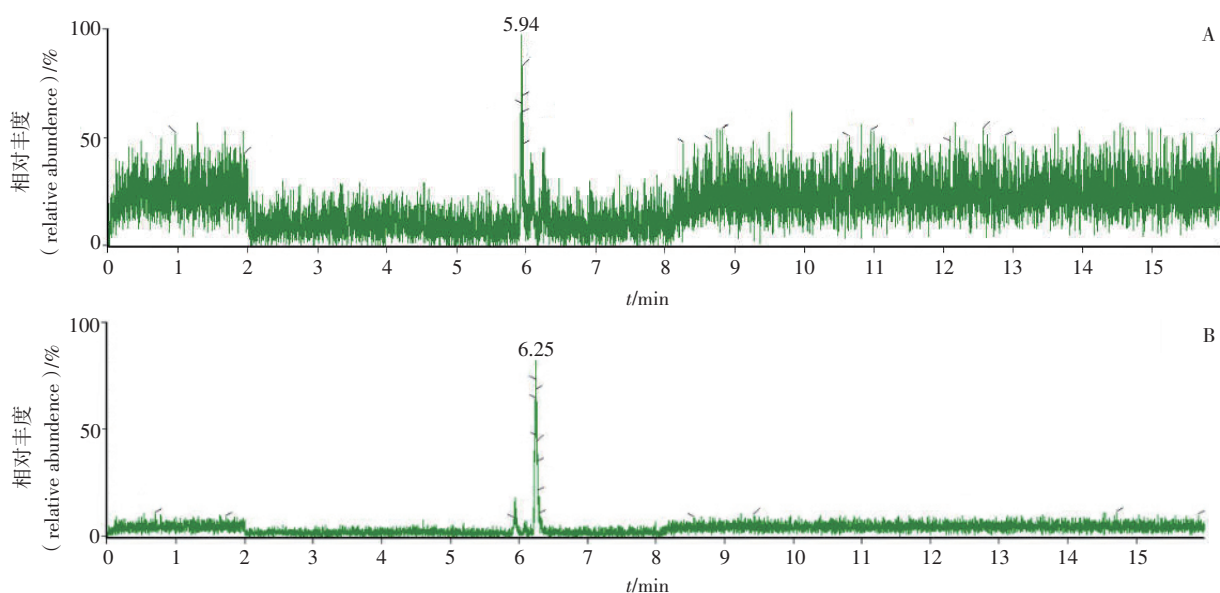 A
5.94
100
50
0
相对丰度
( relative abundence )/%
0 1 2 3 4 5 6 7 8 9 10 11 12 13 14 15
t/min
B
6.25
100
50
0
相对丰度
( relative abundence )/%
0 1 2 3 4 5 6 7 8 9 10 11 12 13 14 15
t/min